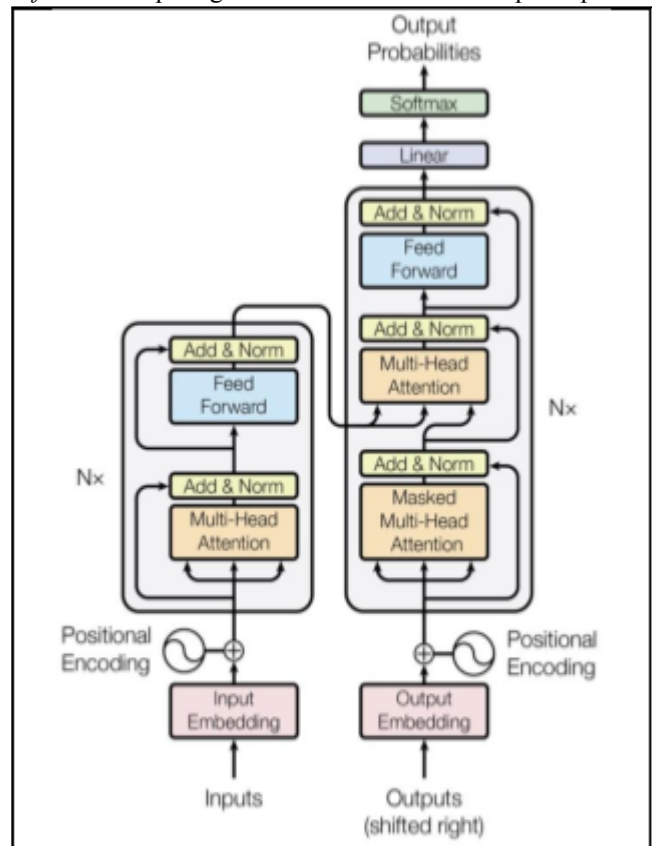 Output
Probabilities
Softmax
Linear
Add & Norm
Feed
Forward
Add & Norm
Multi-Head
Attention
N×
Add & Norm
Masked
Multi-Head
Attention
Add & Norm
Feed
Forward
N×
Add & Norm
Multi-Head
Attention
Positional
Encoding
Positional
Encoding
Input
Embedding
Output
Embedding
Inputs
Outputs
(shifted right)